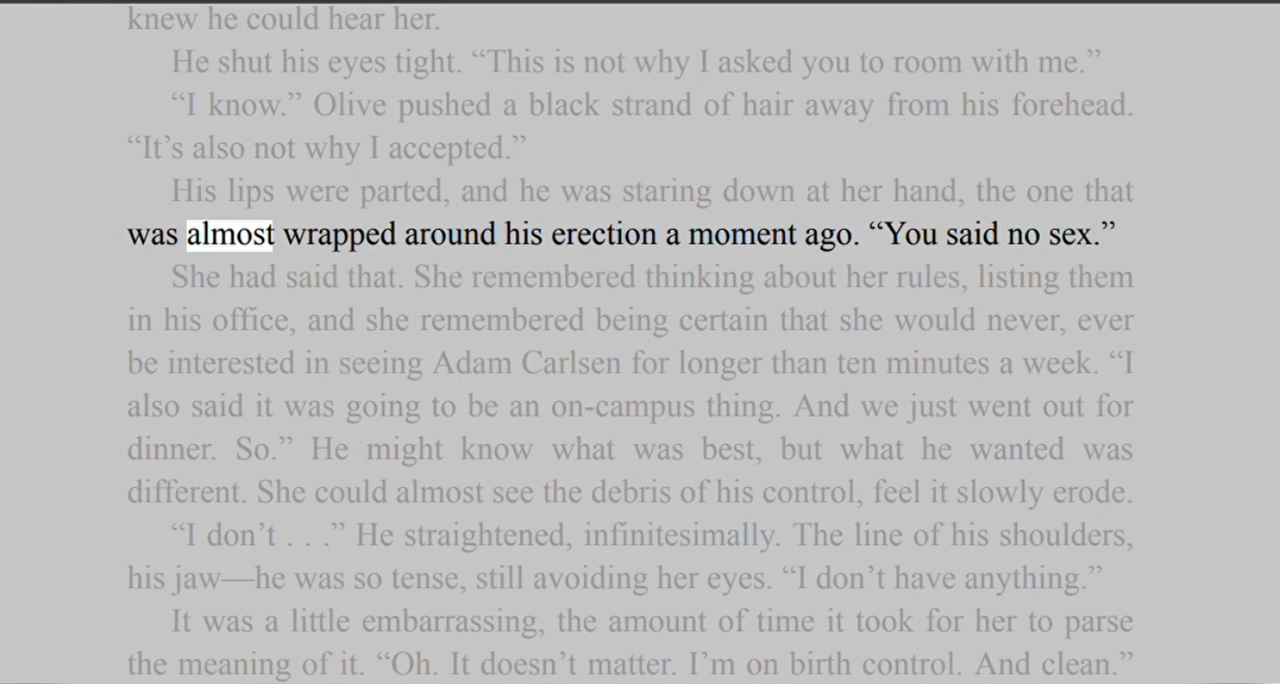 knew he could hear her.
He shut his eyes tight. “This is not why I asked you to room with me.”
“I know.” Olive pushed a black strand of hair away from his forehead.
“It’s also not why I accepted.”
His lips were parted, and he was staring down at her hand, the one that
was almost wrapped around his erection a moment ago. “You said no sex.”
She had said that. She remembered thinking about her rules, listing them
in his office, and she remembered being certain that she would never, ever
be interested in seeing Adam Carlsen for longer than ten minutes a week. “I
also said it was going to be an on-campus thing. And we just went out for
dinner. So.” He might know what was best, but what he wanted was
different. She could almost see the debris of his control, feel it slowly erode.
“I don’t . . .” He straightened, infinitesimally. The line of his shoulders,
his jaw—he was so tense, still avoiding her eyes. “I don’t have anything.”
It was a little embarrassing, the amount of time it took for her to parse
the meaning of it. “Oh. It doesn’t matter. I’m on birth control. And clean.”